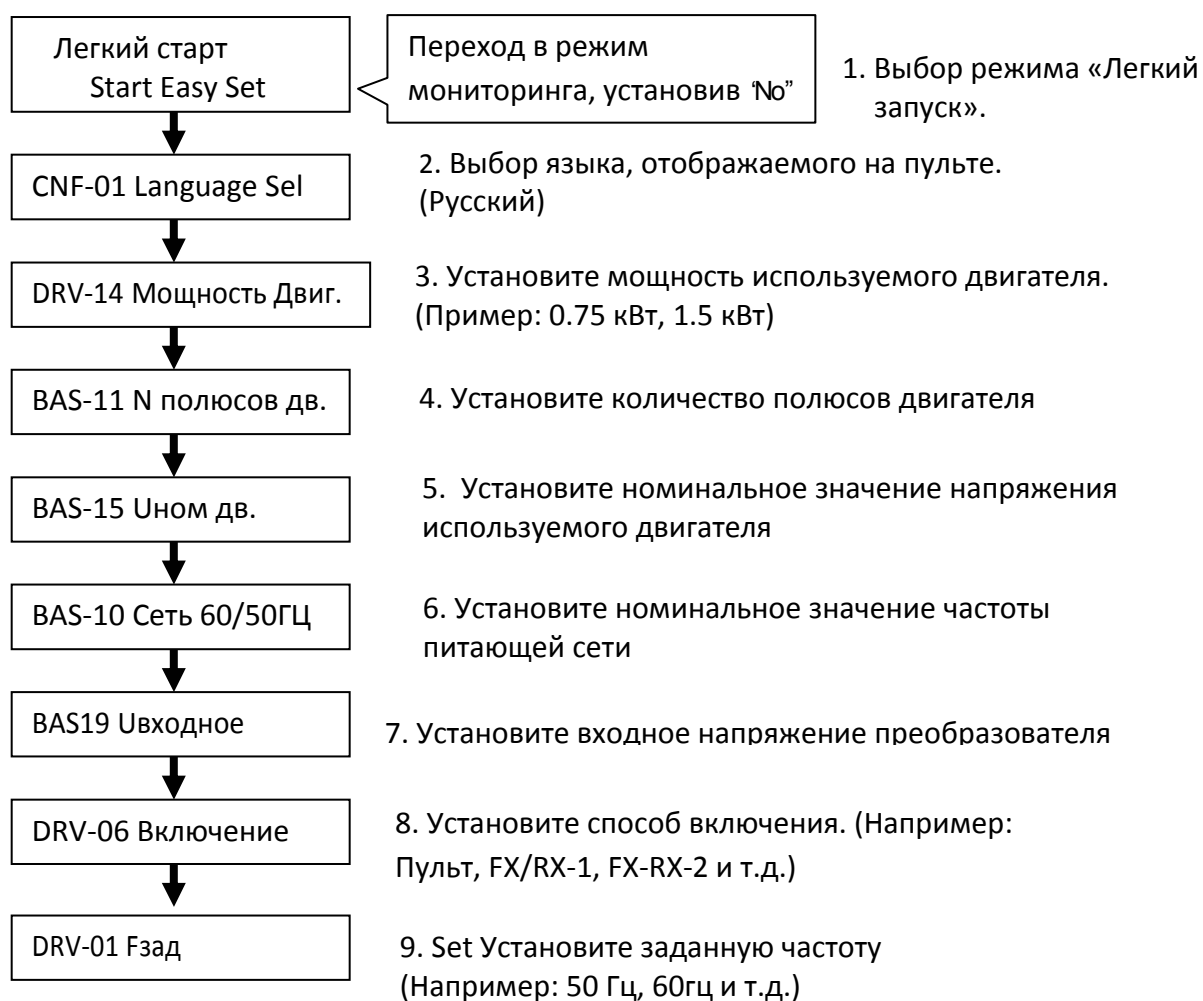 Легкий старт
Start Easy Set
Переход в режим
мониторинга, установив “No”
1. Выбор режима «Легкий
запуск».
CNF-01 Language Sel
2. Выбор языка, отображаемого на пульте.
(Русский)
DRV-14 Мощность Двиг.
3. Установите мощность используемого двигателя.
(Пример: 0.75 кВт, 1.5 кВт)
BAS-11 N полюсов дв.
4. Установите количество полюсов двигателя
BAS-15 Uном дв.
5. Установите номинальное значение напряжения
используемого двигателя
BAS-10 Сеть 60/50ГЦ
6. Установите номинальное значение частоты
питающей сети
BAS19 Uвходное
7. Установите входное напряжение преобразователя
DRV-06 Включение
8. Установите способ включения. (Например:
Пульт, FX/RX-1, FX-RX-2 и т.д.)
DRV-01 Fзад
9. Set Установите заданную частоту
(Например: 50 Гц, 60гц и т.д.)